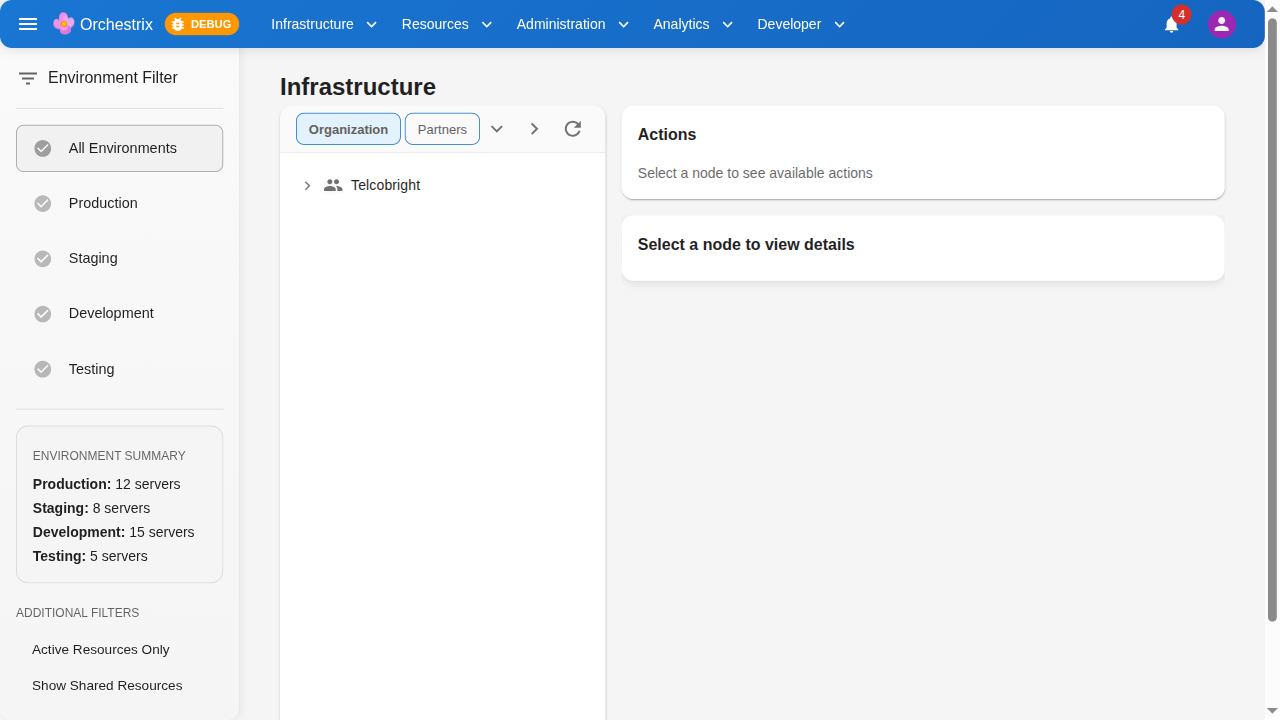 Orchestrix
DEBUG
Infrastructure
Resources
Administration
Analytics
Developer
4
Environment Filter
All Environments
Production
Staging
Development
Testing
ENVIRONMENT SUMMARY
Production: 12 servers
Staging: 8 servers
Development: 15 servers
Testing: 5 servers
ADDITIONAL FILTERS
Active Resources Only
Show Shared Resources
Infrastructure
Organization
Partners
Telcobright
Actions
Select a node to see available actions
Select a node to view details